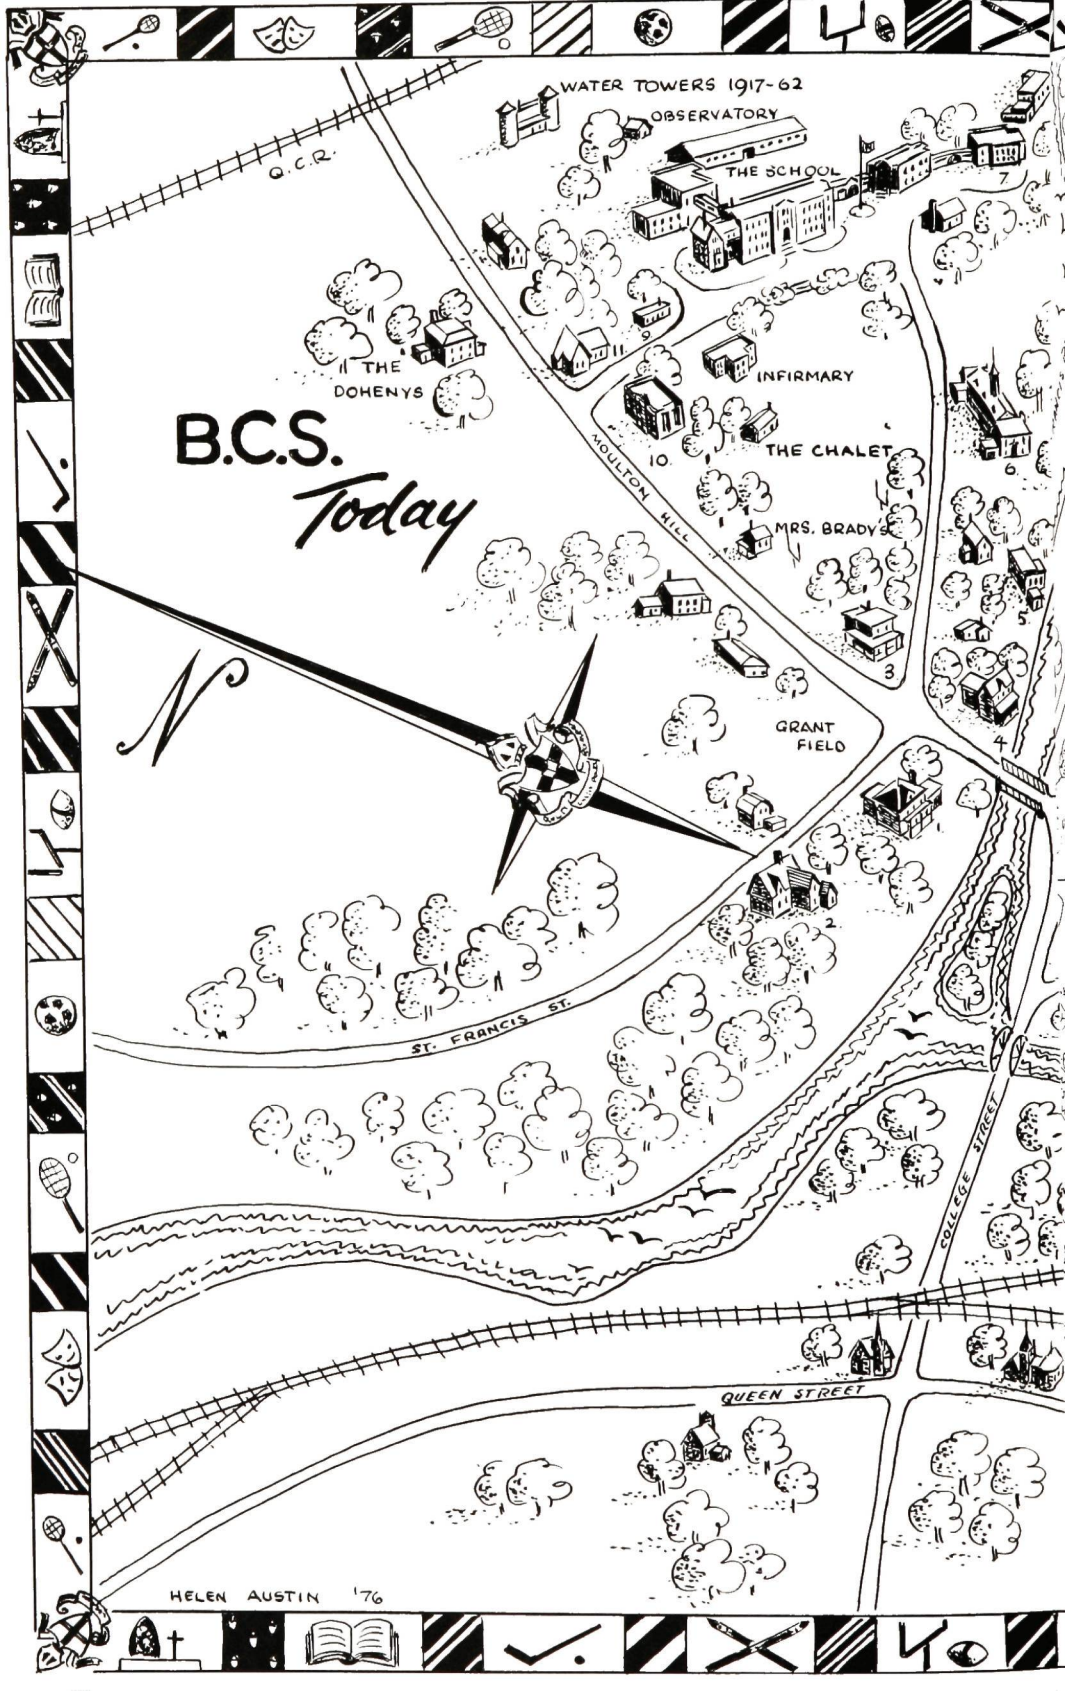 WATER TOWERS 1917-62
OBSERVATORY
Q.C.R.
THE SCHOOL
7.
9.
11
THE
DOHENYS
INFIRMARY
B.C.S.
Today
10.
THE CHALET
6.
MOULTON HILL
MRS. BRADY'S
5
3.
N
GRANT
FIELD
4
1
2
ST. FRANCIS ST.
COLLEGE STREET
QUEEN STREET
HELEN AUSTIN '76